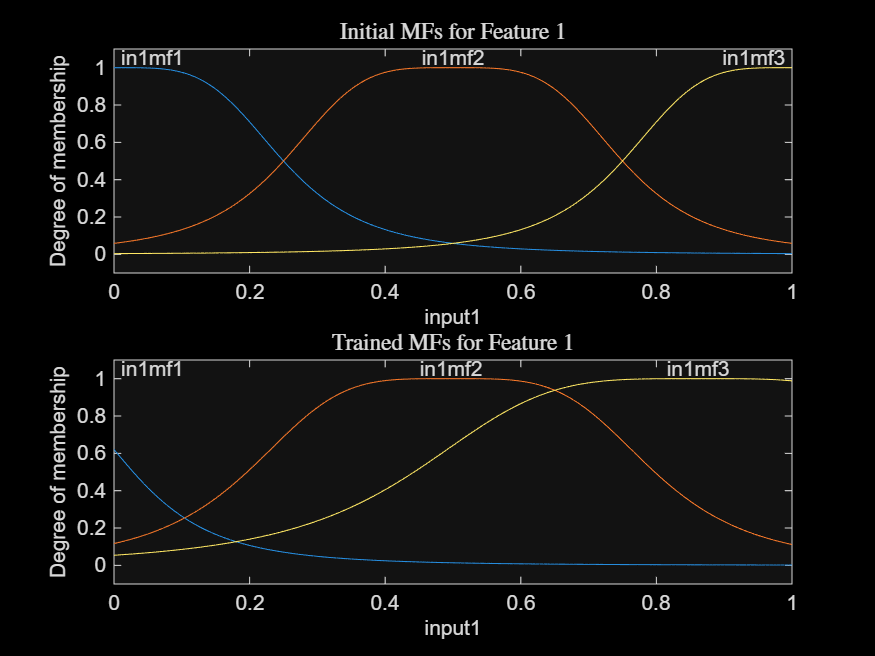 Initial MFs for Feature 1
in1mf1 in1mf2 in1mf3
Degree of membership
1
0.8
0.6
0.4
0.2
0
0 0.2 0.4 0.6 0.8 1
input1
Trained MFs for Feature 1
in1mf1 in1mf2 in1mf3
Degree of membership
1
0.8
0.6
0.4
0.2
0
0 0.2 0.4 0.6 0.8 1
input1